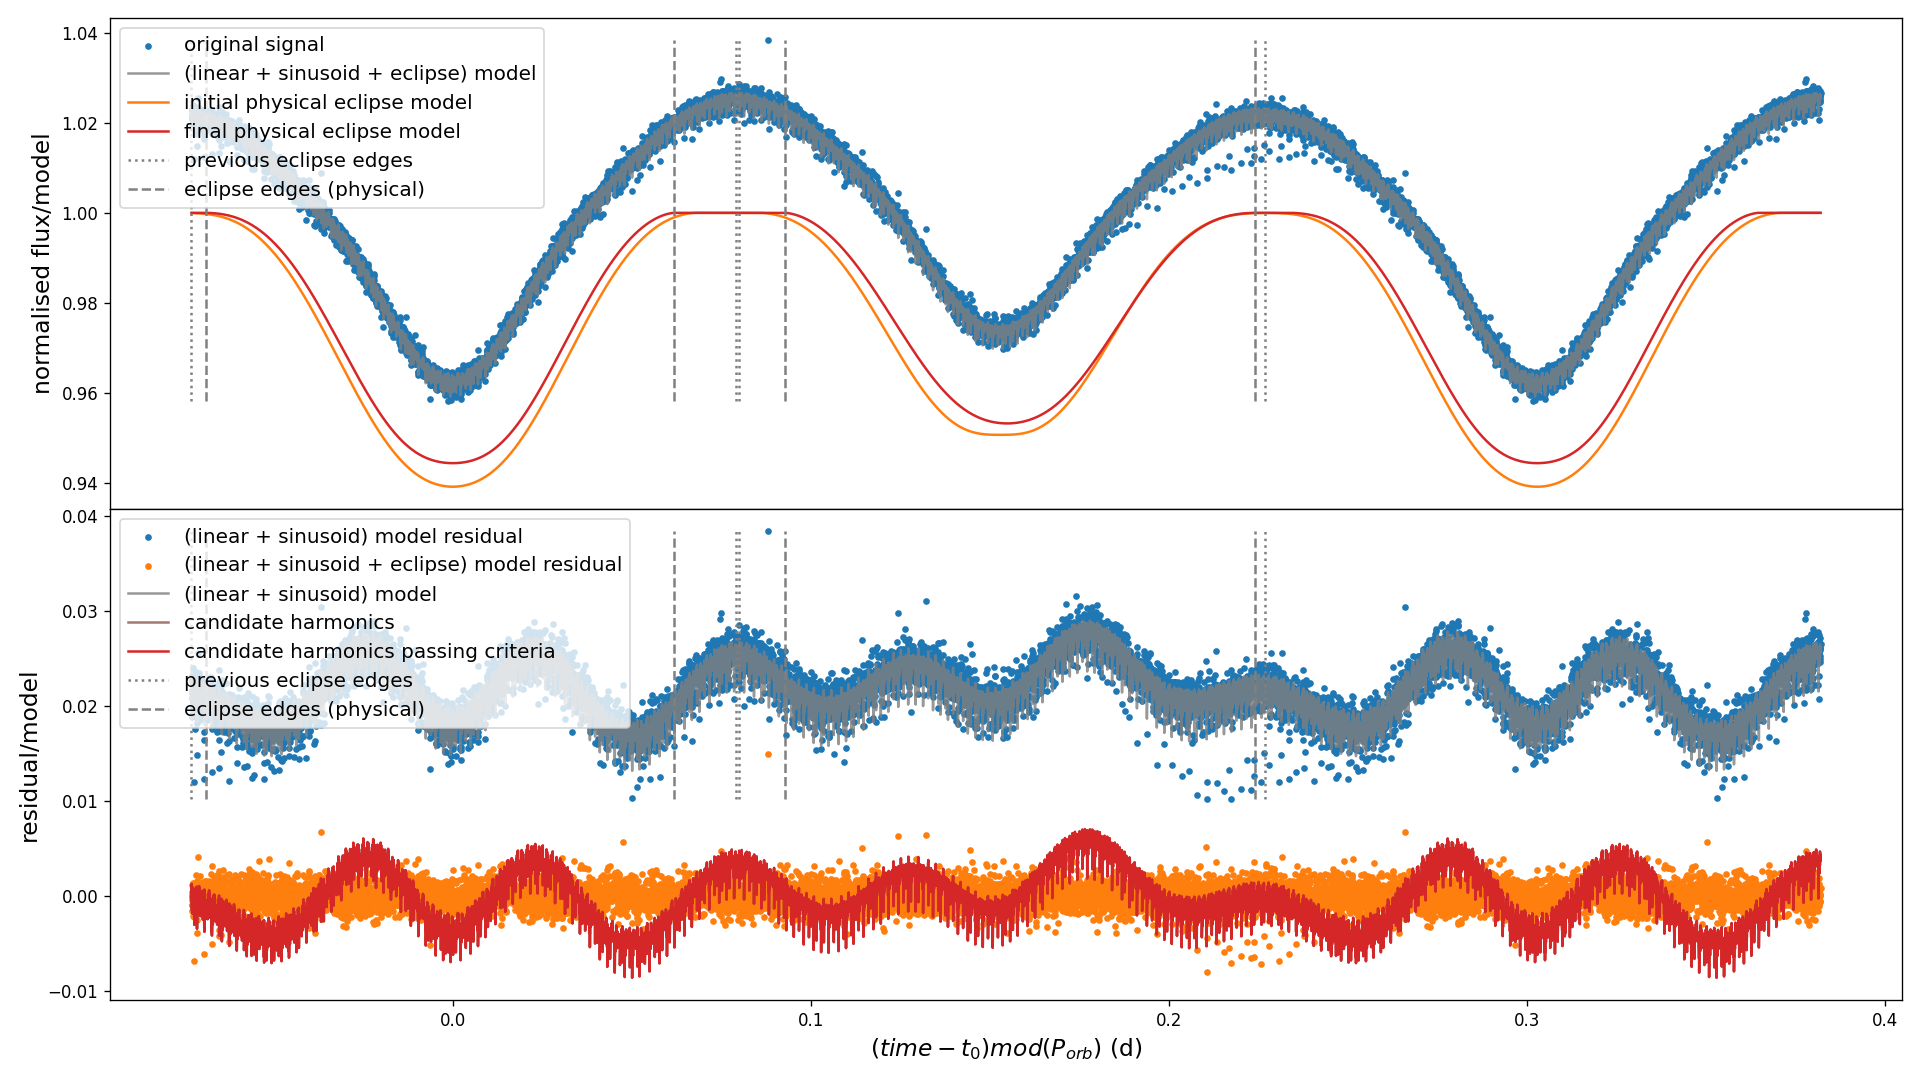 1.04
1.02
1.00
0.98
0.96
0.94
normalised flux/model
original signal
(linear + sinusoid + eclipse) model
initial physical eclipse model
final physical eclipse model
previous eclipse edges
eclipse edges (physical)
0.04
0.03
0.02
0.01
0.00
−0.01
residual/model
(linear + sinusoid) model residual
(linear + sinusoid + eclipse) model residual
(linear + sinusoid) model
candidate harmonics
candidate harmonics passing criteria
previous eclipse edges
eclipse edges (physical)
0.0 0.1 0.2 0.3 0.4
(time − t₀)mod(P_orb) (d)